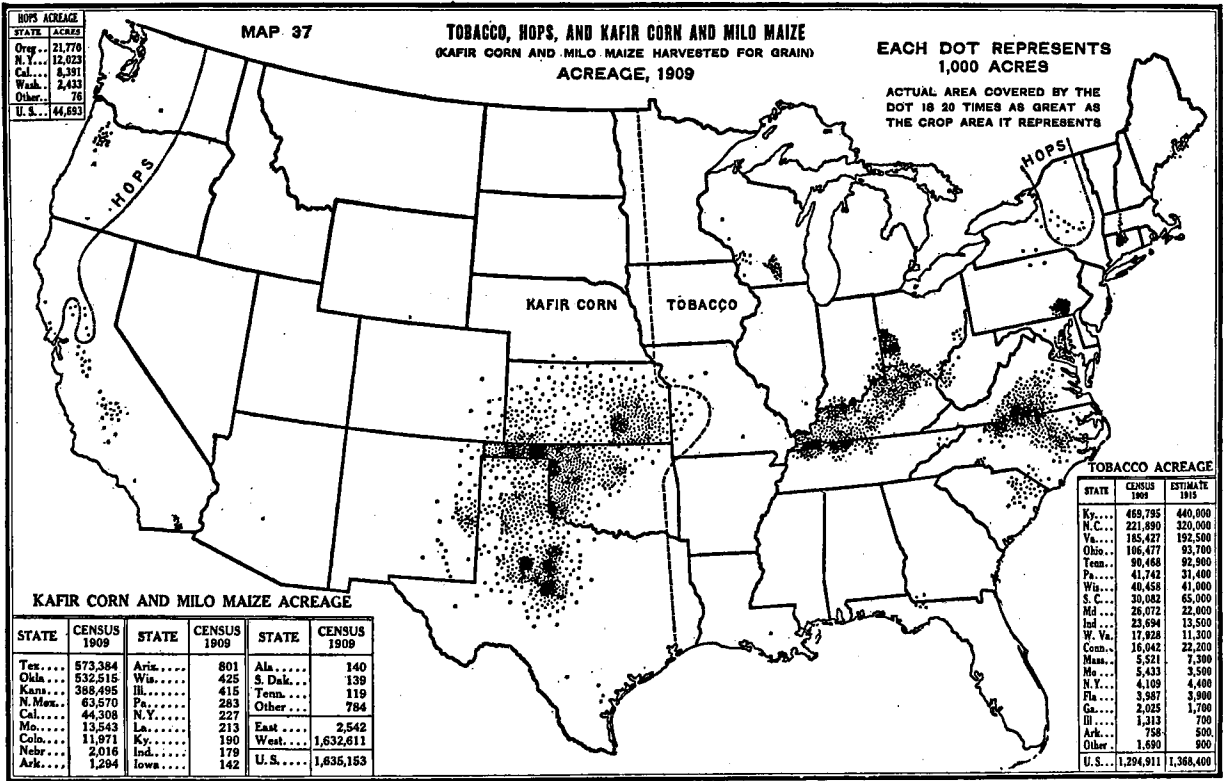 HOPS ACREAGE
STATE ACRES
Oreg.. 21,770
N.Y... 12,023
Cal.... 8,391
Wash.. 2,433
Other.. 76
U.S... 44,693
MAP 37
TOBACCO, HOPS, AND KAFIR CORN AND MILO MAIZE
(KAFIR CORN AND MILO MAIZE HARVESTED FOR GRAIN)
ACREAGE, 1909
EACH DOT REPRESENTS
1,000 ACRES
ACTUAL AREA COVERED BY THE
DOT IS 20 TIMES AS GREAT AS
THE CROP AREA IT REPRESENTS
HOPS
HOPS
KAFIR CORN
TOBACCO
TOBACCO ACREAGE
STATE CENSUS 1909 ESTIMATE 1915
Ky.... 469,795 440,000
N.C... 221,890 320,000
Va.... 185,427 192,500
Ohio.. 106,477 93,700
Tenn.. 90,468 92,900
Pa.... 41,742 31,400
Wis... 40,458 41,000
S.C... 30,082 65,000
Md... 26,072 22,000
Ind... 23,694 13,500
W. Va. 17,928 11,300
Conn.. 16,042 22,200
Mass.. 5,521 7,300
Mo... 5,433 3,500
N.Y... 4,109 4,400
Fla... 3,987 3,900
Ga.... 2,025 1,700
Ill.... 1,313 700
Ark... 758 500
Other. 1,690 900
U.S... 1,294,911 1,368,400
KAFIR CORN AND MILO MAIZE ACREAGE
STATE CENSUS 1909 STATE CENSUS 1909 STATE CENSUS 1909
Tex.... 573,384 Ariz..... 801 Ala..... 140
Okla... 532,515 Wis..... 425 S. Dak... 139
Kans... 388,495 Ill...... 415 Tenn.... 119
N. Mex.. 63,570 Pa...... 283 Other... 784
Cal.... 44,308 N.Y..... 227
Mo.... 13,543 La...... 213 East.... 2,542
Colo... 11,971 Ky...... 190 West.... 1,632,611
Nebr... 2,016 Ind..... 179
Ark.... 1,294 Iowa.... 142 U.S..... 1,635,153